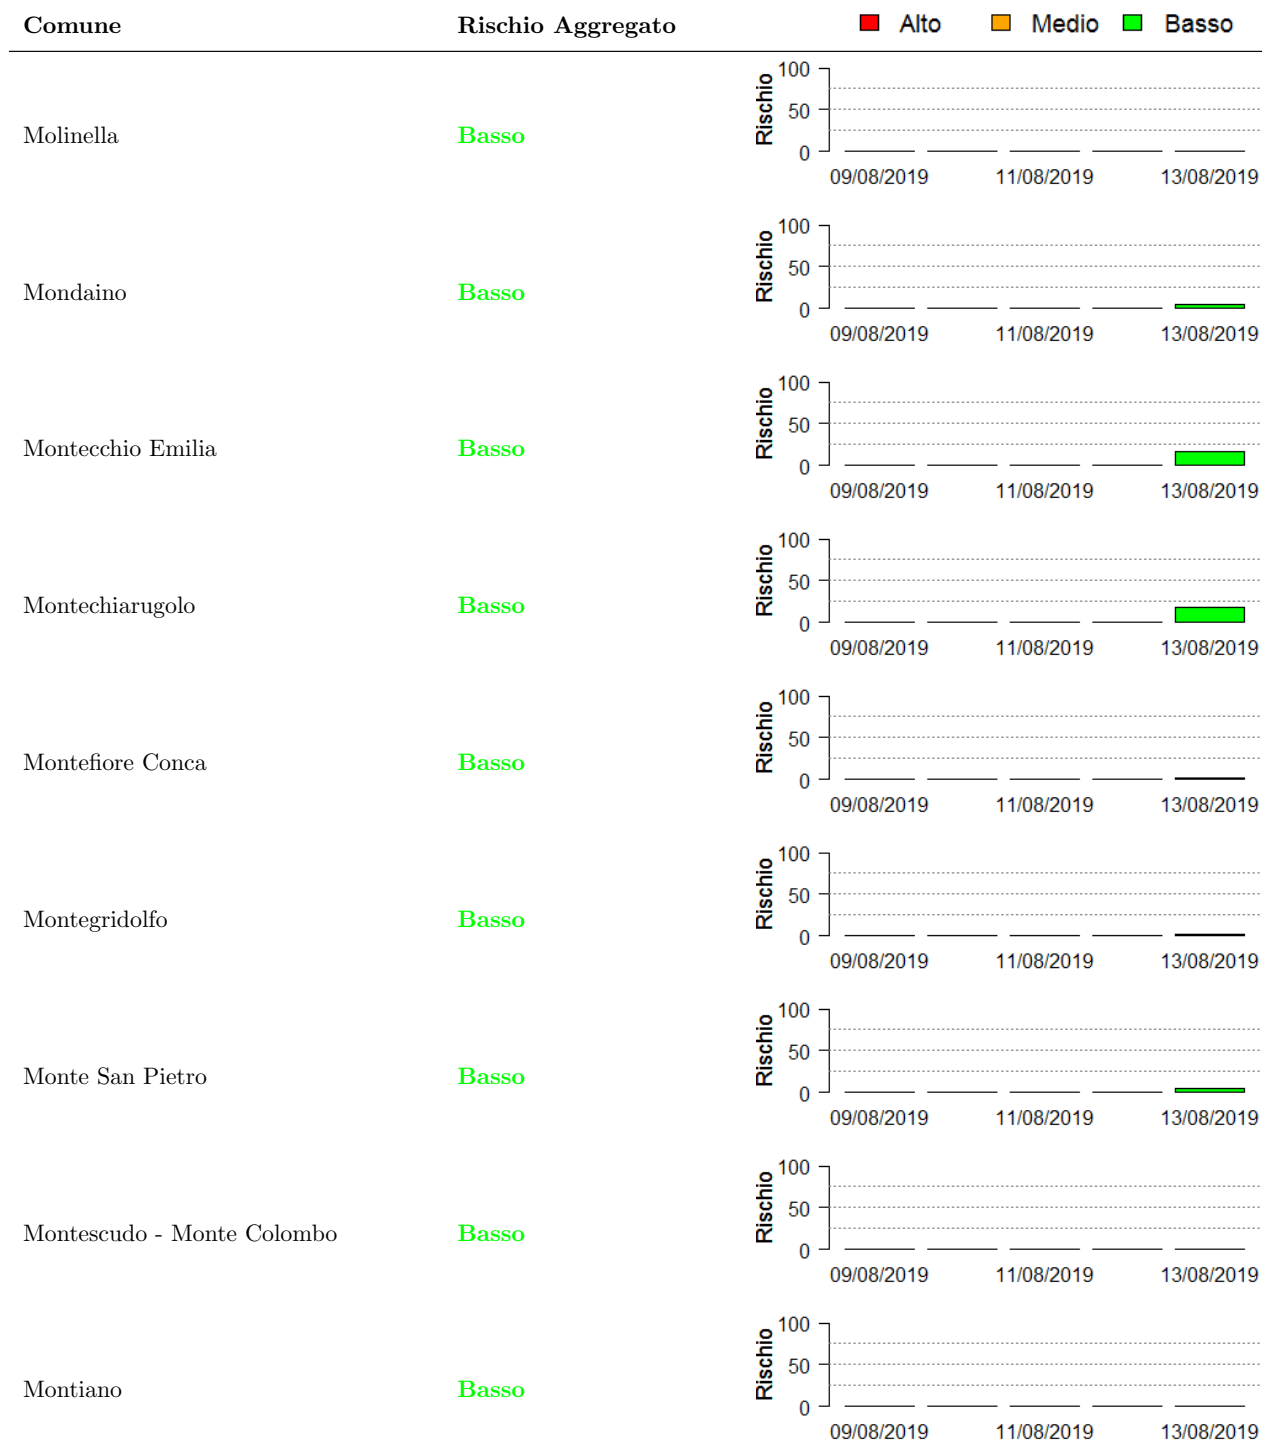 Comune Rischio Aggregato Alto Medio Basso
Molinella Basso Rischio 100 50 0
09/08/2019 11/08/2019 13/08/2019
Mondaino Basso Rischio 100 50 0
09/08/2019 11/08/2019 13/08/2019
Montecchio Emilia Basso Rischio 100 50 0
09/08/2019 11/08/2019 13/08/2019
Montechiarugolo Basso Rischio 100 50 0
09/08/2019 11/08/2019 13/08/2019
Montefiore Conca Basso Rischio 100 50 0
09/08/2019 11/08/2019 13/08/2019
Montegridolfo Basso Rischio 100 50 0
09/08/2019 11/08/2019 13/08/2019
Monte San Pietro Basso Rischio 100 50 0
09/08/2019 11/08/2019 13/08/2019
Montescudo - Monte Colombo Basso Rischio 100 50 0
09/08/2019 11/08/2019 13/08/2019
Montiano Basso Rischio 100 50 0
09/08/2019 11/08/2019 13/08/2019